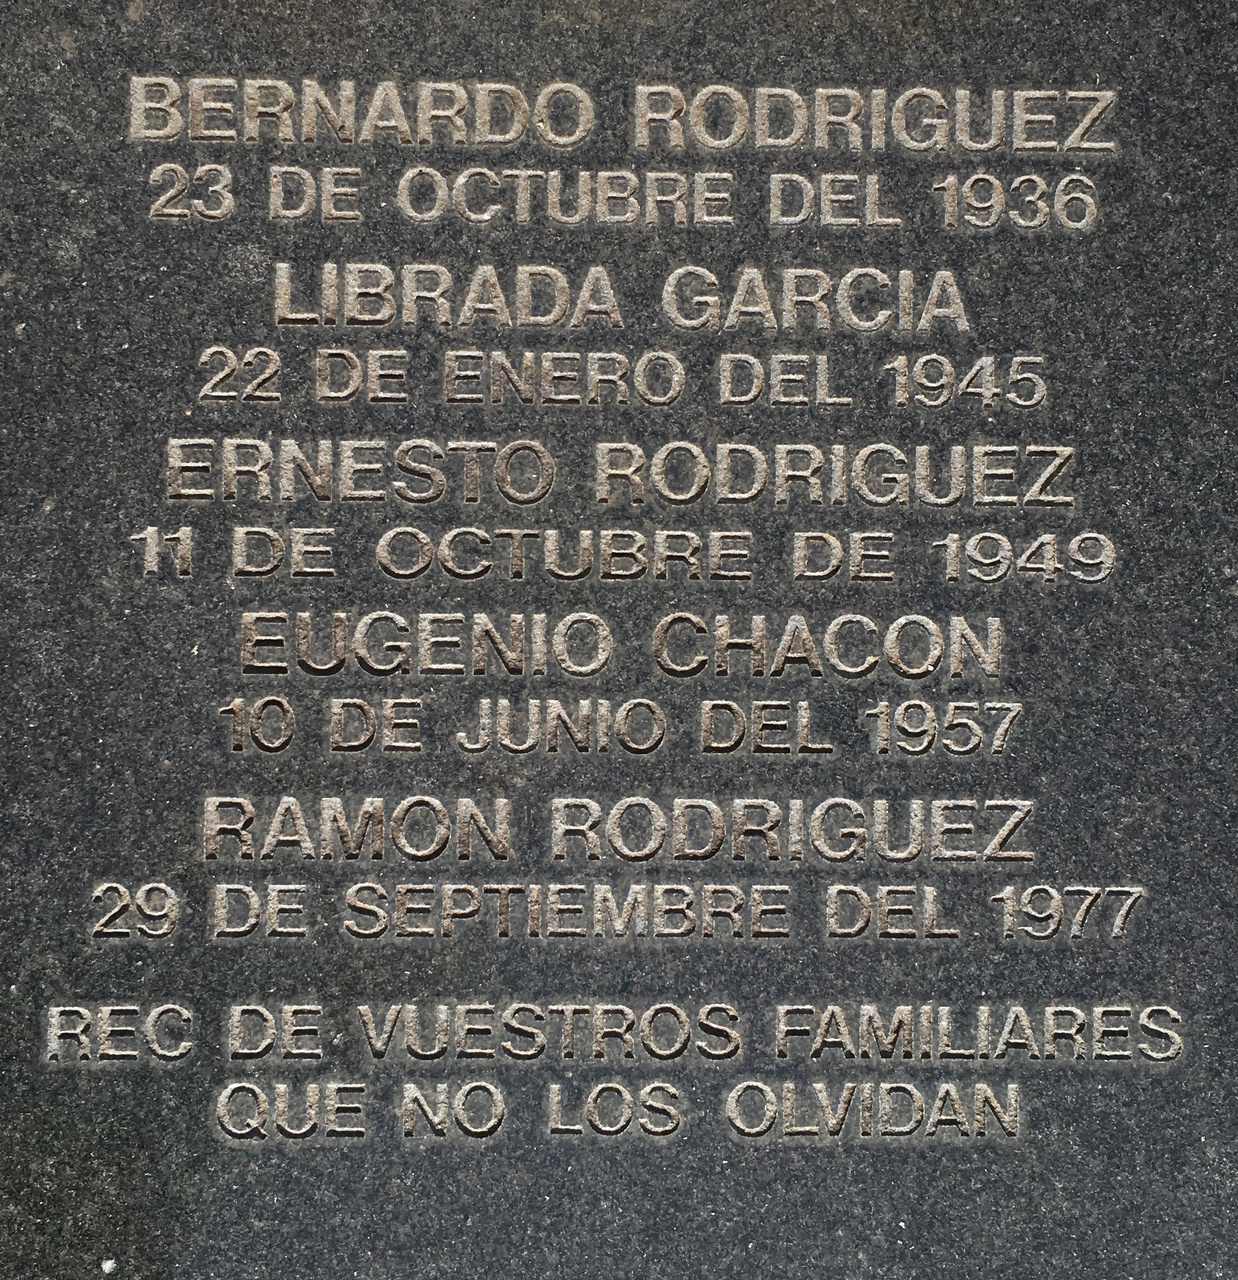 BERNARDO RODRIGUEZ
23 DE OCTUBRE DEL 1936
LIBRADA GARCIA
22 DE ENERO DEL 1945
ERNESTO RODRIGUEZ
11 DE OCTUBRE DE 1949
EUGENIO CHACON
10 DE JUNIO DEL 1957
RAMON RODRIGUEZ
29 DE SEPTIEMBRE DEL 1977
REC DE VUESTROS FAMILIARES
QUE NO LOS OLVIDAN